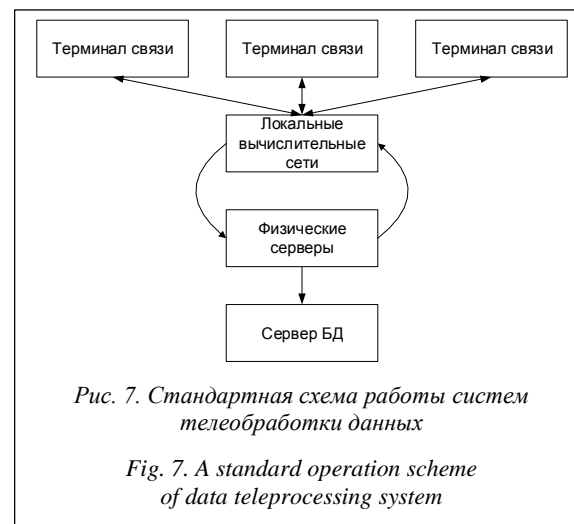 Терминал связи
Терминал связи
Терминал связи
Локальные
вычислительные
сети
Физические
серверы
Сервер БД
Рис. 7. Стандартная схема работы систем
телеобработки данных
Fig. 7. A standard operation scheme
of data teleprocessing system